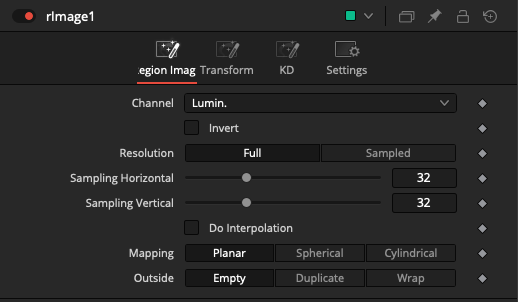 rImage1
egion Imag Transform KD Settings
Channel Lumin.
Invert
Resolution Full Sampled
Sampling Horizontal 32
Sampling Vertical 32
Do Interpolation
Mapping Planar Spherical Cylindrical
Outside Empty Duplicate Wrap